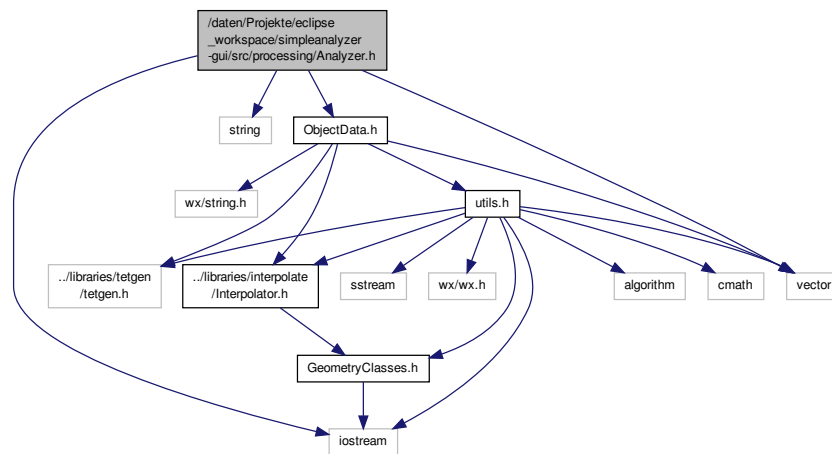 /daten/Projekte/eclipse
_workspace/simpleanalyzer
-gui/src/processing/Analyzer.h
string
ObjectData.h
wx/string.h
utils.h
../libraries/tetgen
/tetgen.h
../libraries/interpolate
/Interpolator.h
sstream
wx/wx.h
algorithm
cmath
vector
GeometryClasses.h
iostream